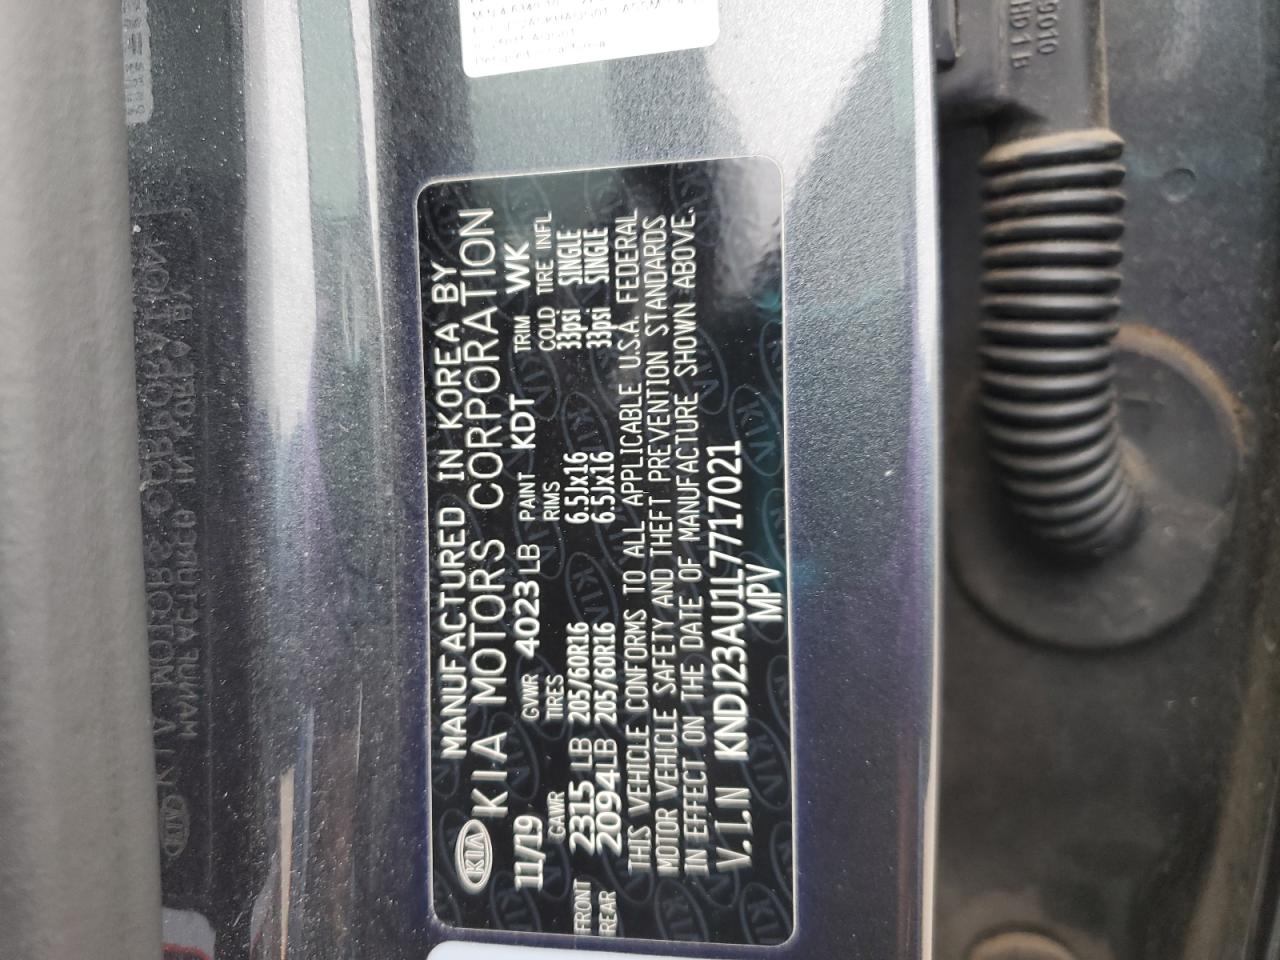 KIA MANUFACTURED IN KOREA BY
KIA MOTORS CORPORATION
11/19 GVWR 4023LB PAINT KDT TRIM WK
GAWR TIRES RIMS COLD TIRE INFL
FRONT 2315 LB 205/60R16 6.5Jx16 33psi SINGLE
REAR 2094LB 205/60R16 6.5Jx16 33psi SINGLE
THIS VEHICLE CONFORMS TO ALL APPLICABLE U.S.A. FEDERAL
MOTOR VEHICLE SAFETY AND THEFT PREVENTION STANDARDS
IN EFFECT ON THE DATE OF MANUFACTURE SHOWN ABOVE.
V.I.N KNDJ23AU1L7717021
MPV